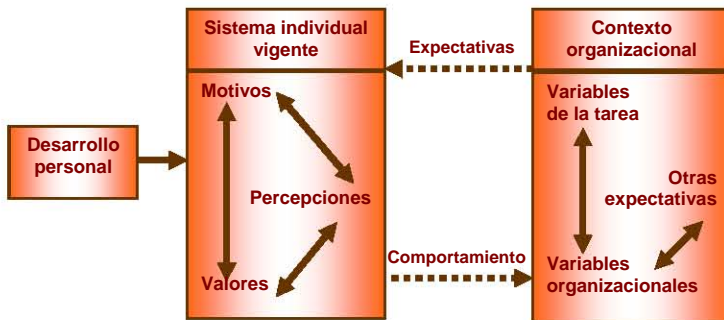 Desarrollo
personal
Sistema individual
vigente
Motivos
Percepciones
Valores
Expectativas
Comportamiento
Contexto
organizacional
Variables
de la tarea
Otras
expectativas
Variables
organizacionales